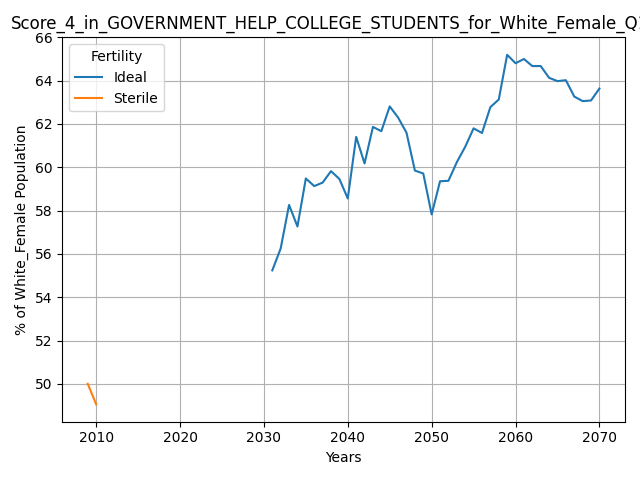 Score_4_in_GOVERNMENT_HELP_COLLEGE_STUDENTS_for_White_Female_Q
Fertility
Ideal
Sterile
% of White_Female Population
66
64
62
60
58
56
54
52
50
2010 2020 2030 2040 2050 2060 2070
Years